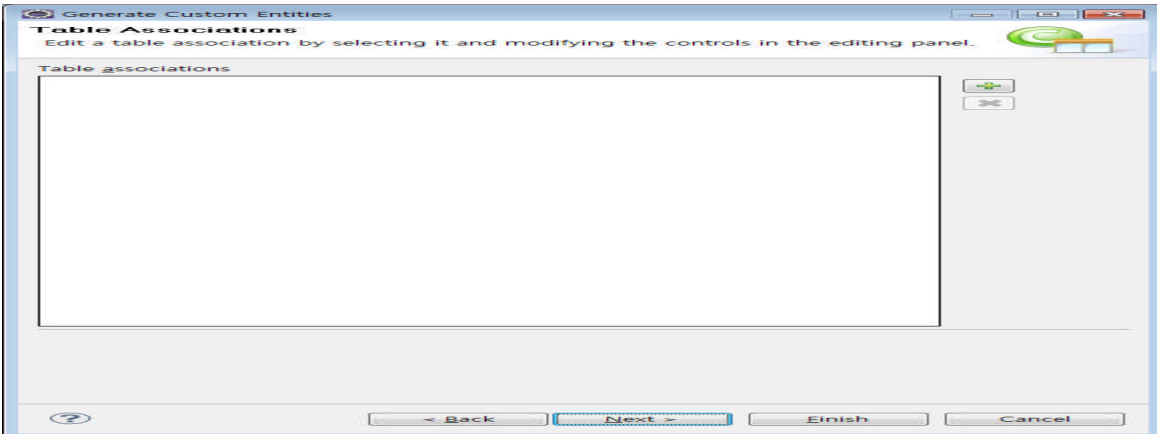 Generate Custom Entities
Table Associations
Edit a table association by selecting it and modifying the controls in the editing panel.
Table associations
?
< Back
Next >
Finish
Cancel